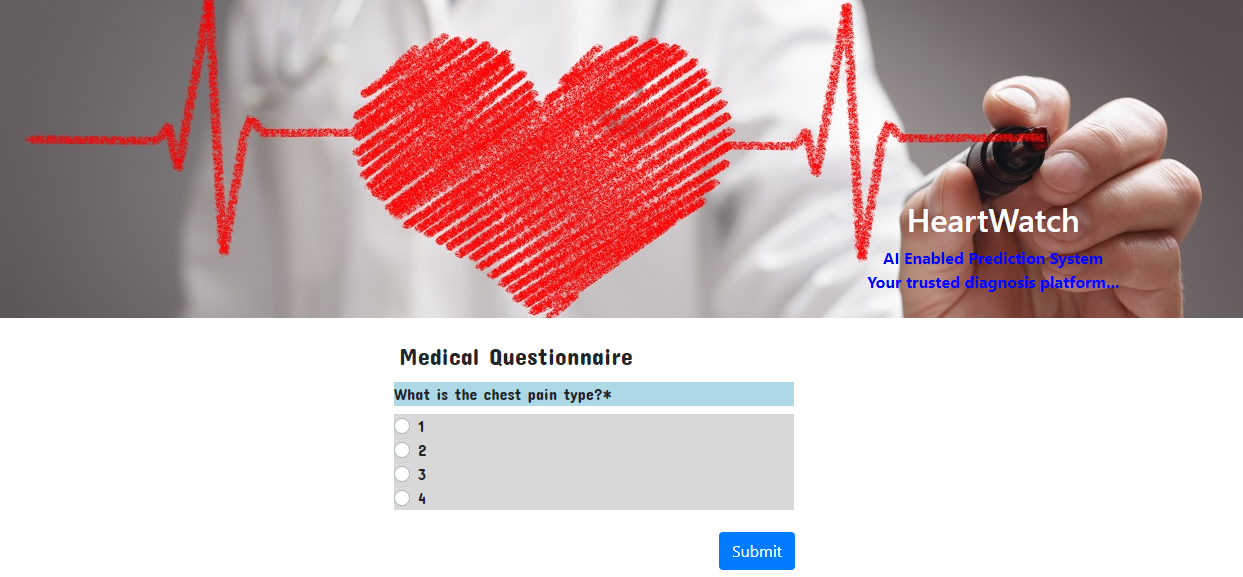 HeartWatch
AI Enabled Prediction System
Your trusted diagnosis platform...
Medical Questionnaire
What is the chest pain type?*
1
2
3
4
Submit